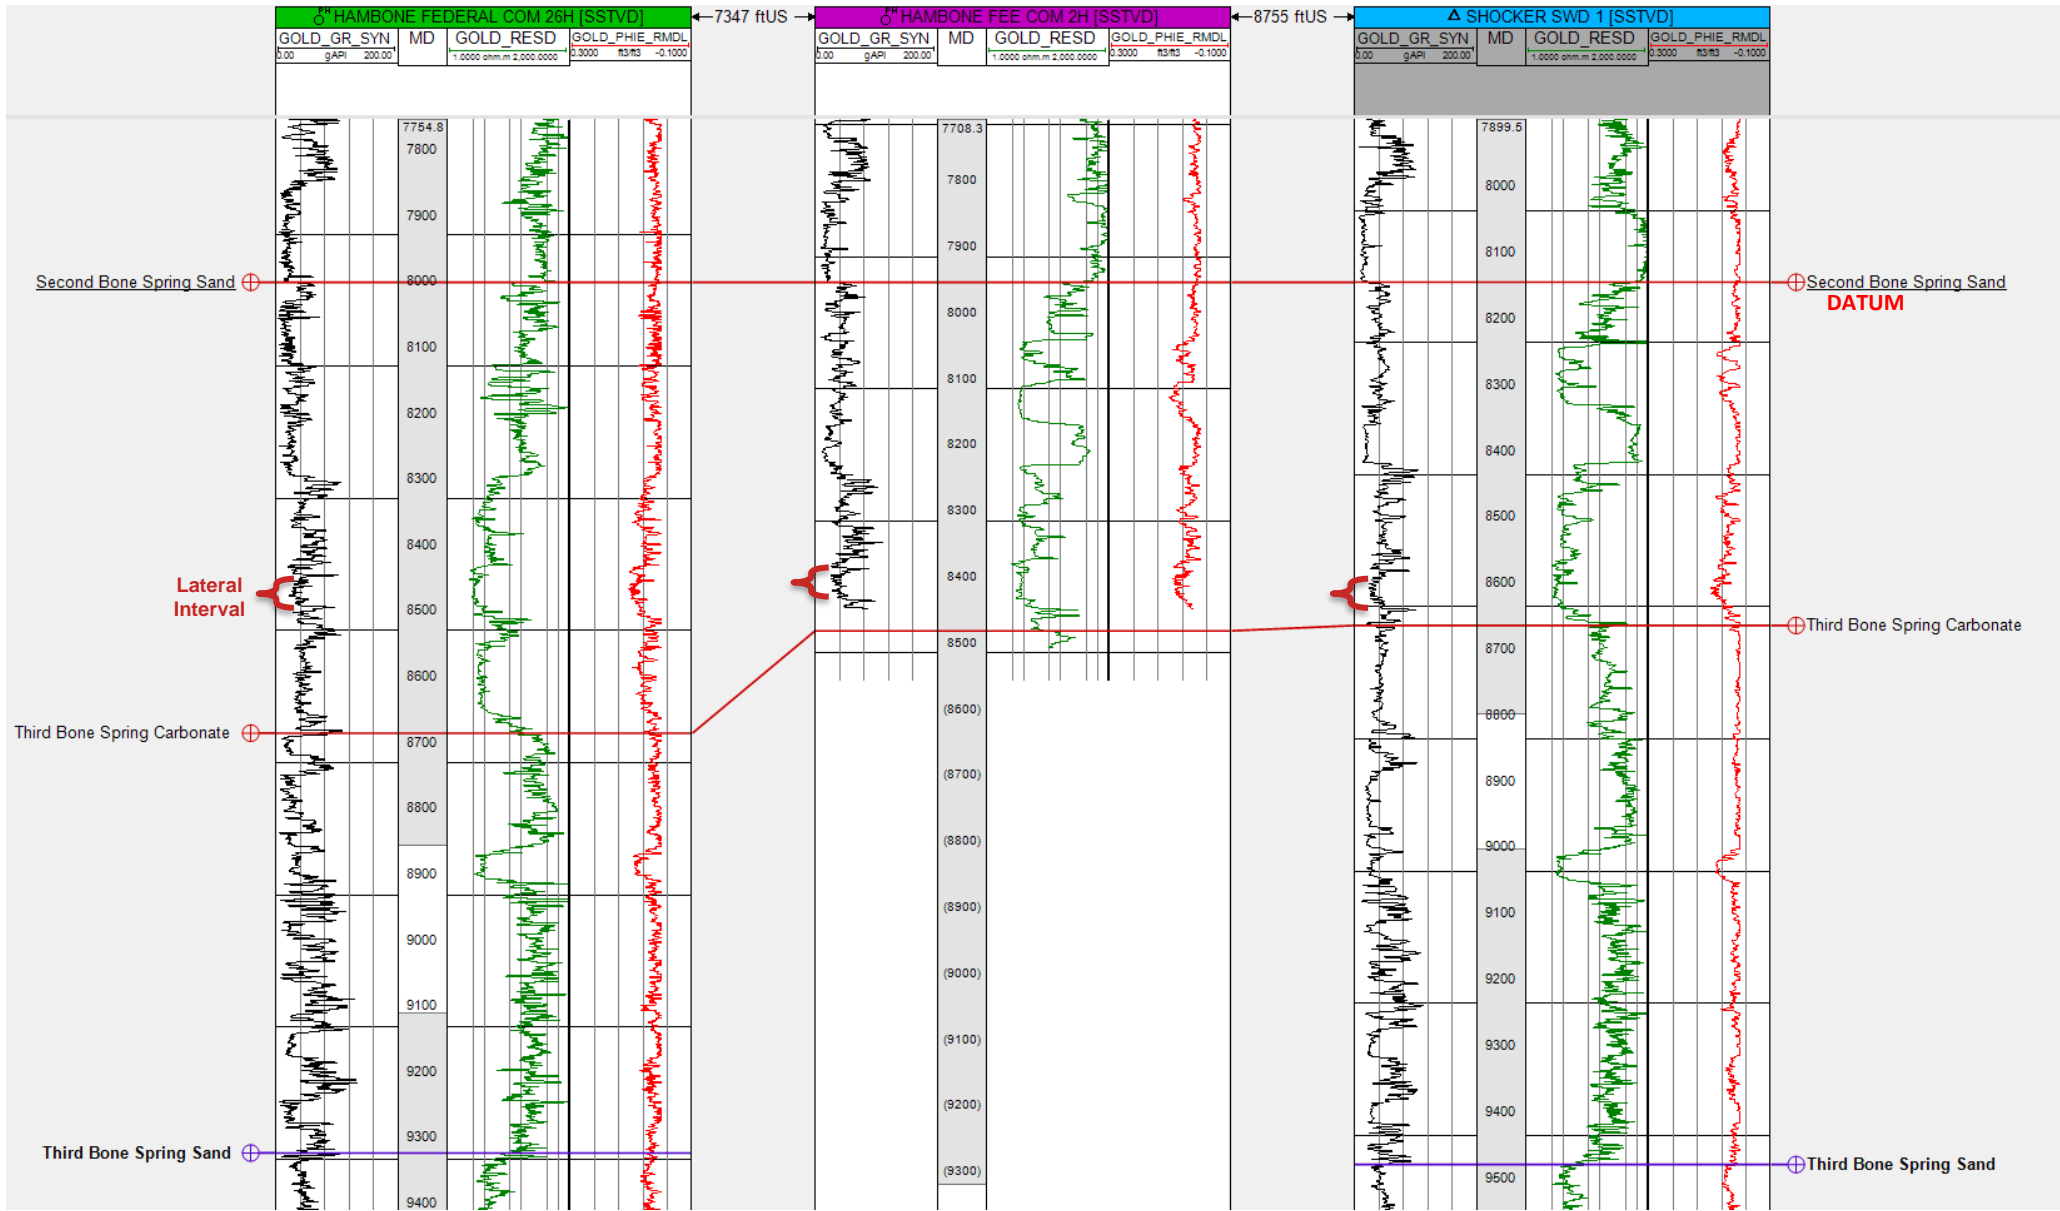 PH HAMBONE FEDERAL COM 26H [SSTVD]
7347 ftUS
PH HAMBONE FEE COM 2H [SSTVD]
8755 ftUS
SHOCKER SWD 1 [SSTVD]
GOLD_GR_SYN MD GOLD_RESD GOLD_PHIE_RMDL
0.00 gAPI 200.00 1.0000 ohm.m 2,000.0000 0.3000 ft3/ft3 -0.1000
GOLD_GR_SYN MD GOLD_RESD GOLD_PHIE_RMDL
0.00 gAPI 200.00 1.0000 ohm.m 2,000.0000 0.3000 ft3/ft3 -0.1000
GOLD_GR_SYN MD GOLD_RESD GOLD_PHIE_RMDL
0.00 gAPI 200.00 1.0000 ohm.m 2,000.0000 0.3000 ft3/ft3 -0.1000
Second Bone Spring Sand
Lateral
Interval
Third Bone Spring Carbonate
Third Bone Spring Sand
7754.8
7800
7900
8000
8100
8200
8300
8400
8500
8600
8700
8800
8900
9000
9100
9200
9300
9400
7708.3
7800
7900
8000
8100
8200
8300
8400
8500
(8600)
(8700)
(8800)
(8900)
(9000)
(9100)
(9200)
(9300)
7899.5
8000
8100
8200
8300
8400
8500
8600
8700
8800
8900
9000
9100
9200
9300
9400
9500
Second Bone Spring Sand
DATUM
Third Bone Spring Carbonate
Third Bone Spring Sand